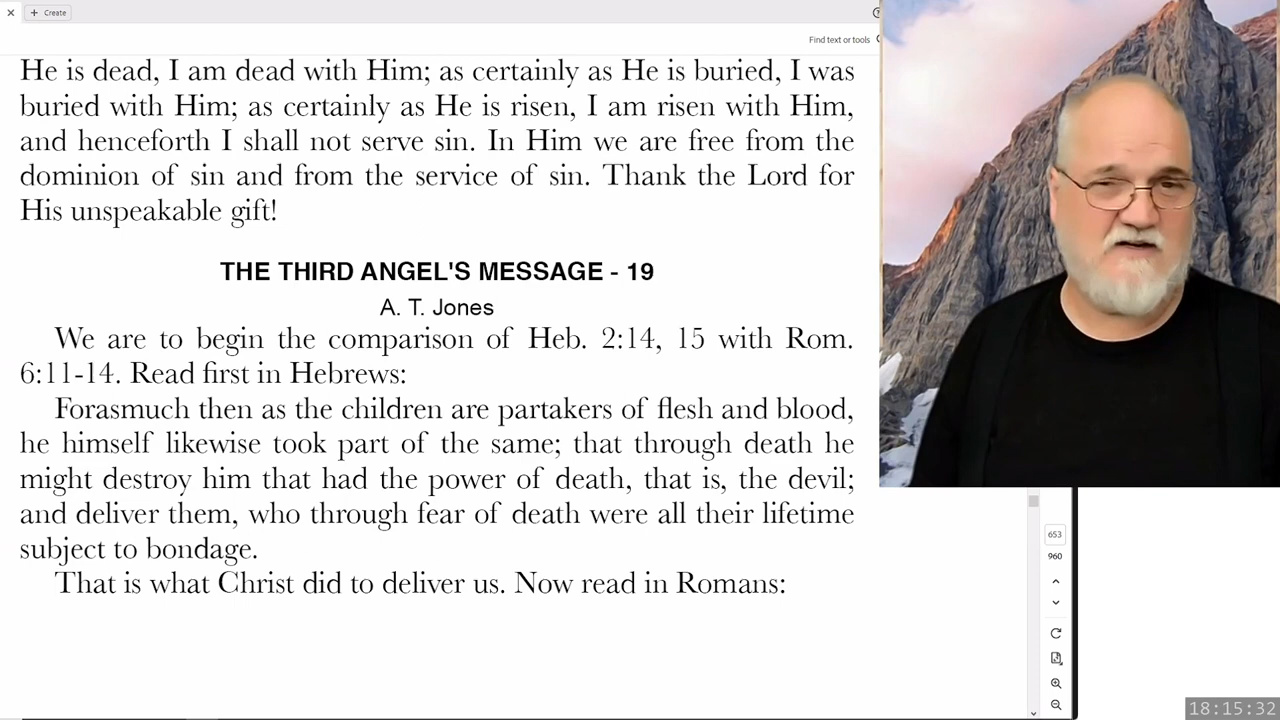 Create
Find text or tools
He is dead, I am dead with Him; as certainly as He is buried, I was
buried with Him; as certainly as He is risen, I am risen with Him,
and henceforth I shall not serve sin. In Him we are free from the
dominion of sin and from the service of sin. Thank the Lord for
His unspeakable gift!
THE THIRD ANGEL'S MESSAGE - 19
A. T. Jones
We are to begin the comparison of Heb. 2:14, 15 with Rom.
6:11-14. Read first in Hebrews:
Forasmuch then as the children are partakers of flesh and blood,
he himself likewise took part of the same; that through death he
might destroy him that had the power of death, that is, the devil;
and deliver them, who through fear of death were all their lifetime
subject to bondage.
That is what Christ did to deliver us. Now read in Romans:
653
960
18:15:32